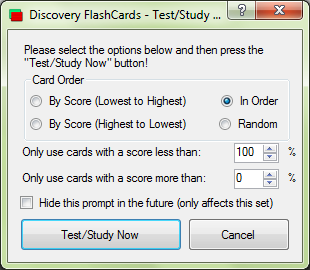 Discovery FlashCards - Test/Study ...
Please select the options below and then press the
"Test/Study Now" button!
Card Order
By Score (Lowest to Highest) In Order
By Score (Highest to Lowest) Random
Only use cards with a score less than: 100 %
Only use cards with a score more than: 0 %
Hide this prompt in the future (only affects this set)
Test/Study Now Cancel